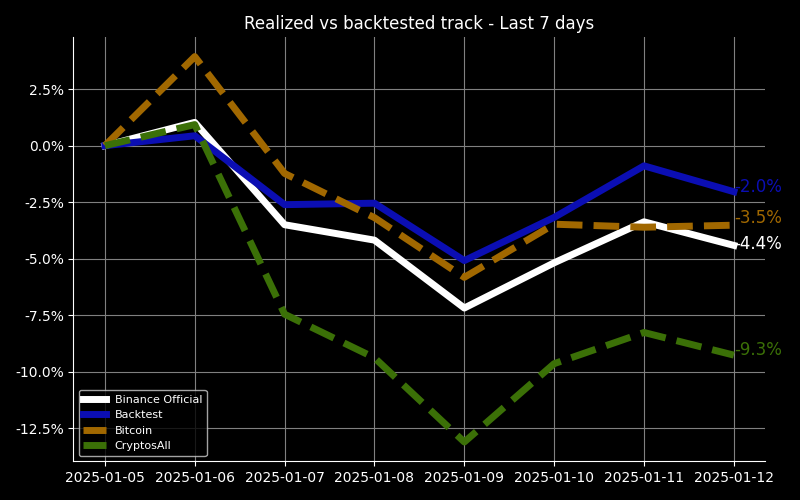 Realized vs backtested track - Last 7 days
2.5%
0.0%
-2.5%
-5.0%
-7.5%
-10.0%
-12.5%
-2.0%
-3.5%
-4.4%
-9.3%
Binance Official
Backtest
Bitcoin
CryptosAll
2025-01-05 2025-01-06 2025-01-07 2025-01-08 2025-01-09 2025-01-10 2025-01-11 2025-01-12